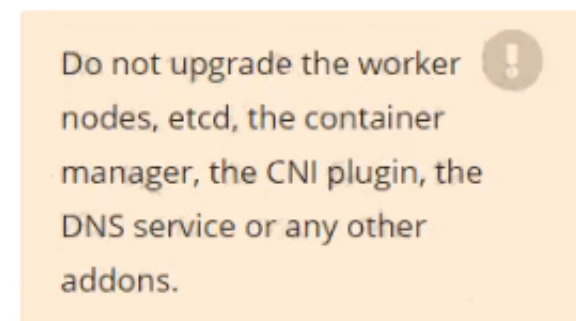 Do not upgrade the worker
nodes, etcd, the container
manager, the CNI plugin, the
DNS service or any other
addons.